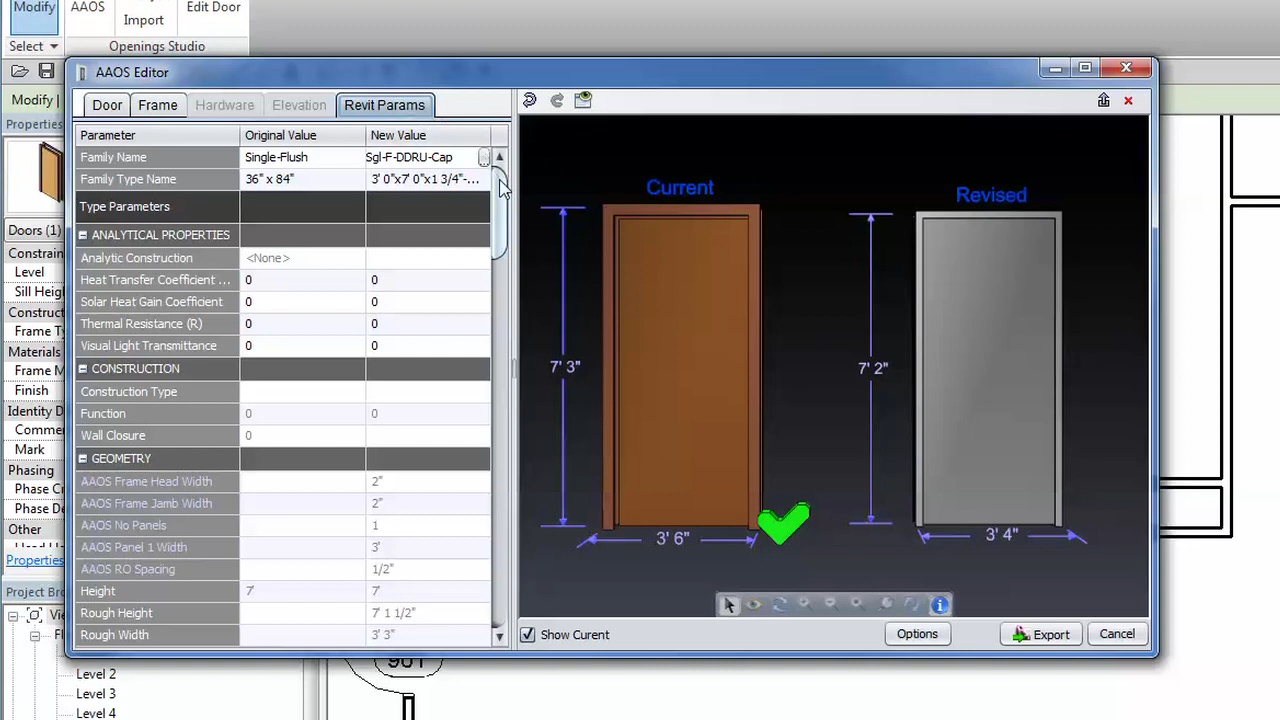 Modify
AAOS
Import
Edit Door
Select
Openings Studio
AAOS Editor
Modify |
Properties
Doors (1)
Constrain
Level
Sill Heigh
Construct
Frame Ty
Materials
Frame M
Finish
Identity D
Comme
Mark
Phasing
Phase Cr
Phase De
Other
Properties
Project Brow
Level 2
Level 3
Level 4
901
Door
Frame
Hardware
Elevation
Revit Params
Parameter Original Value New Value
Family Name Single-Flush Sgl-F-DDRU-Cap
Family Type Name 36" x 84" 3' 0"x7' 0"x1 3/4"-...
Type Parameters
ANALYTICAL PROPERTIES
Analytic Construction <None>
Heat Transfer Coefficient ... 0 0
Solar Heat Gain Coefficient 0 0
Thermal Resistance (R) 0 0
Visual Light Transmittance 0 0
CONSTRUCTION
Construction Type
Function 0 0
Wall Closure 0
GEOMETRY
AAOS Frame Head Width 2"
AAOS Frame Jamb Width 2"
AAOS No Panels 1
AAOS Panel 1 Width 3'
AAOS RO Spacing 1/2"
Height 7' 7'
Rough Height 7' 1 1/2"
Rough Width 3' 3"
Current
7' 3"
3' 6"
Revised
7' 2"
3' 4"
Show Curent
Options
Export
Cancel